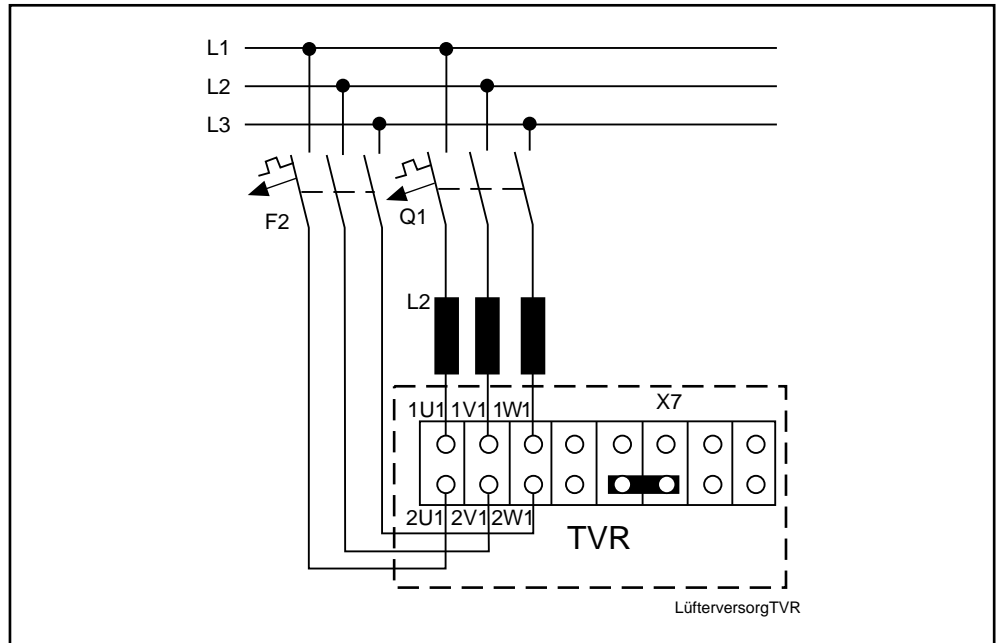 L1
L2
L3
F2
Q1
L2
1U1 1V1 1W1
X7
2U1 2V1 2W1
TVR
LüfterversorgTVR